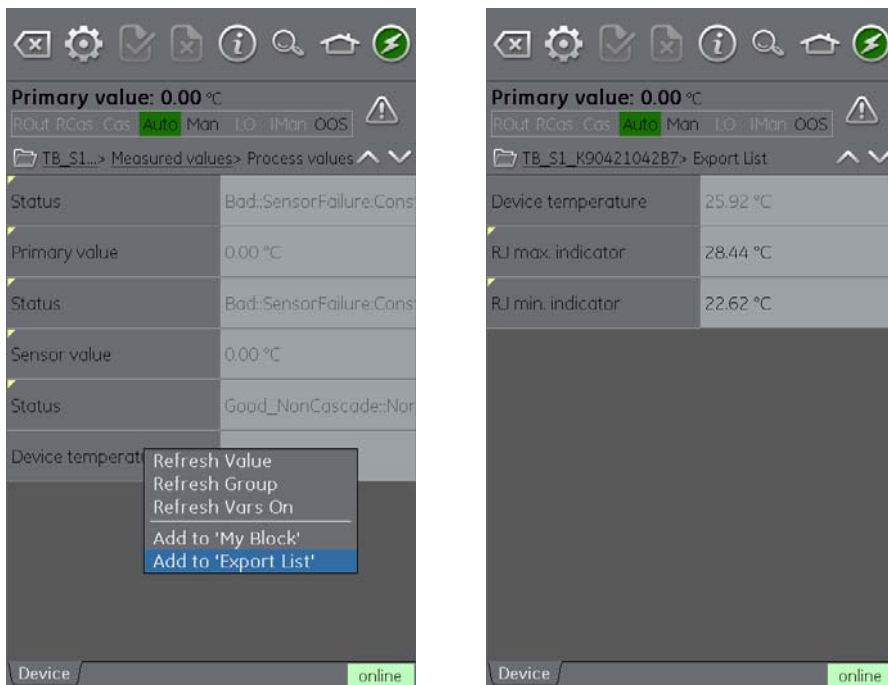 Primary value: 0.00 °C
ROut RCas Cas Auto Man LO IMan OOS
TB_S1...> Measured values> Process values
Status Bad::SensorFailure:Cons
Primary value 0.00 °C
Status Bad::SensorFailure:Cons
Sensor value 0.00 °C
Status Good_NonCascade::Nor
Device temperat
Refresh Value
Refresh Group
Refresh Vars On
Add to 'My Block'
Add to 'Export List'
Device online
Primary value: 0.00 °C
ROut RCas Cas Auto Man LO IMan OOS
TB_S1_K90421042B7> Export List
Device temperature 25.92 °C
RJ max. indicator 28.44 °C
RJ min. indicator 22.62 °C
Device online